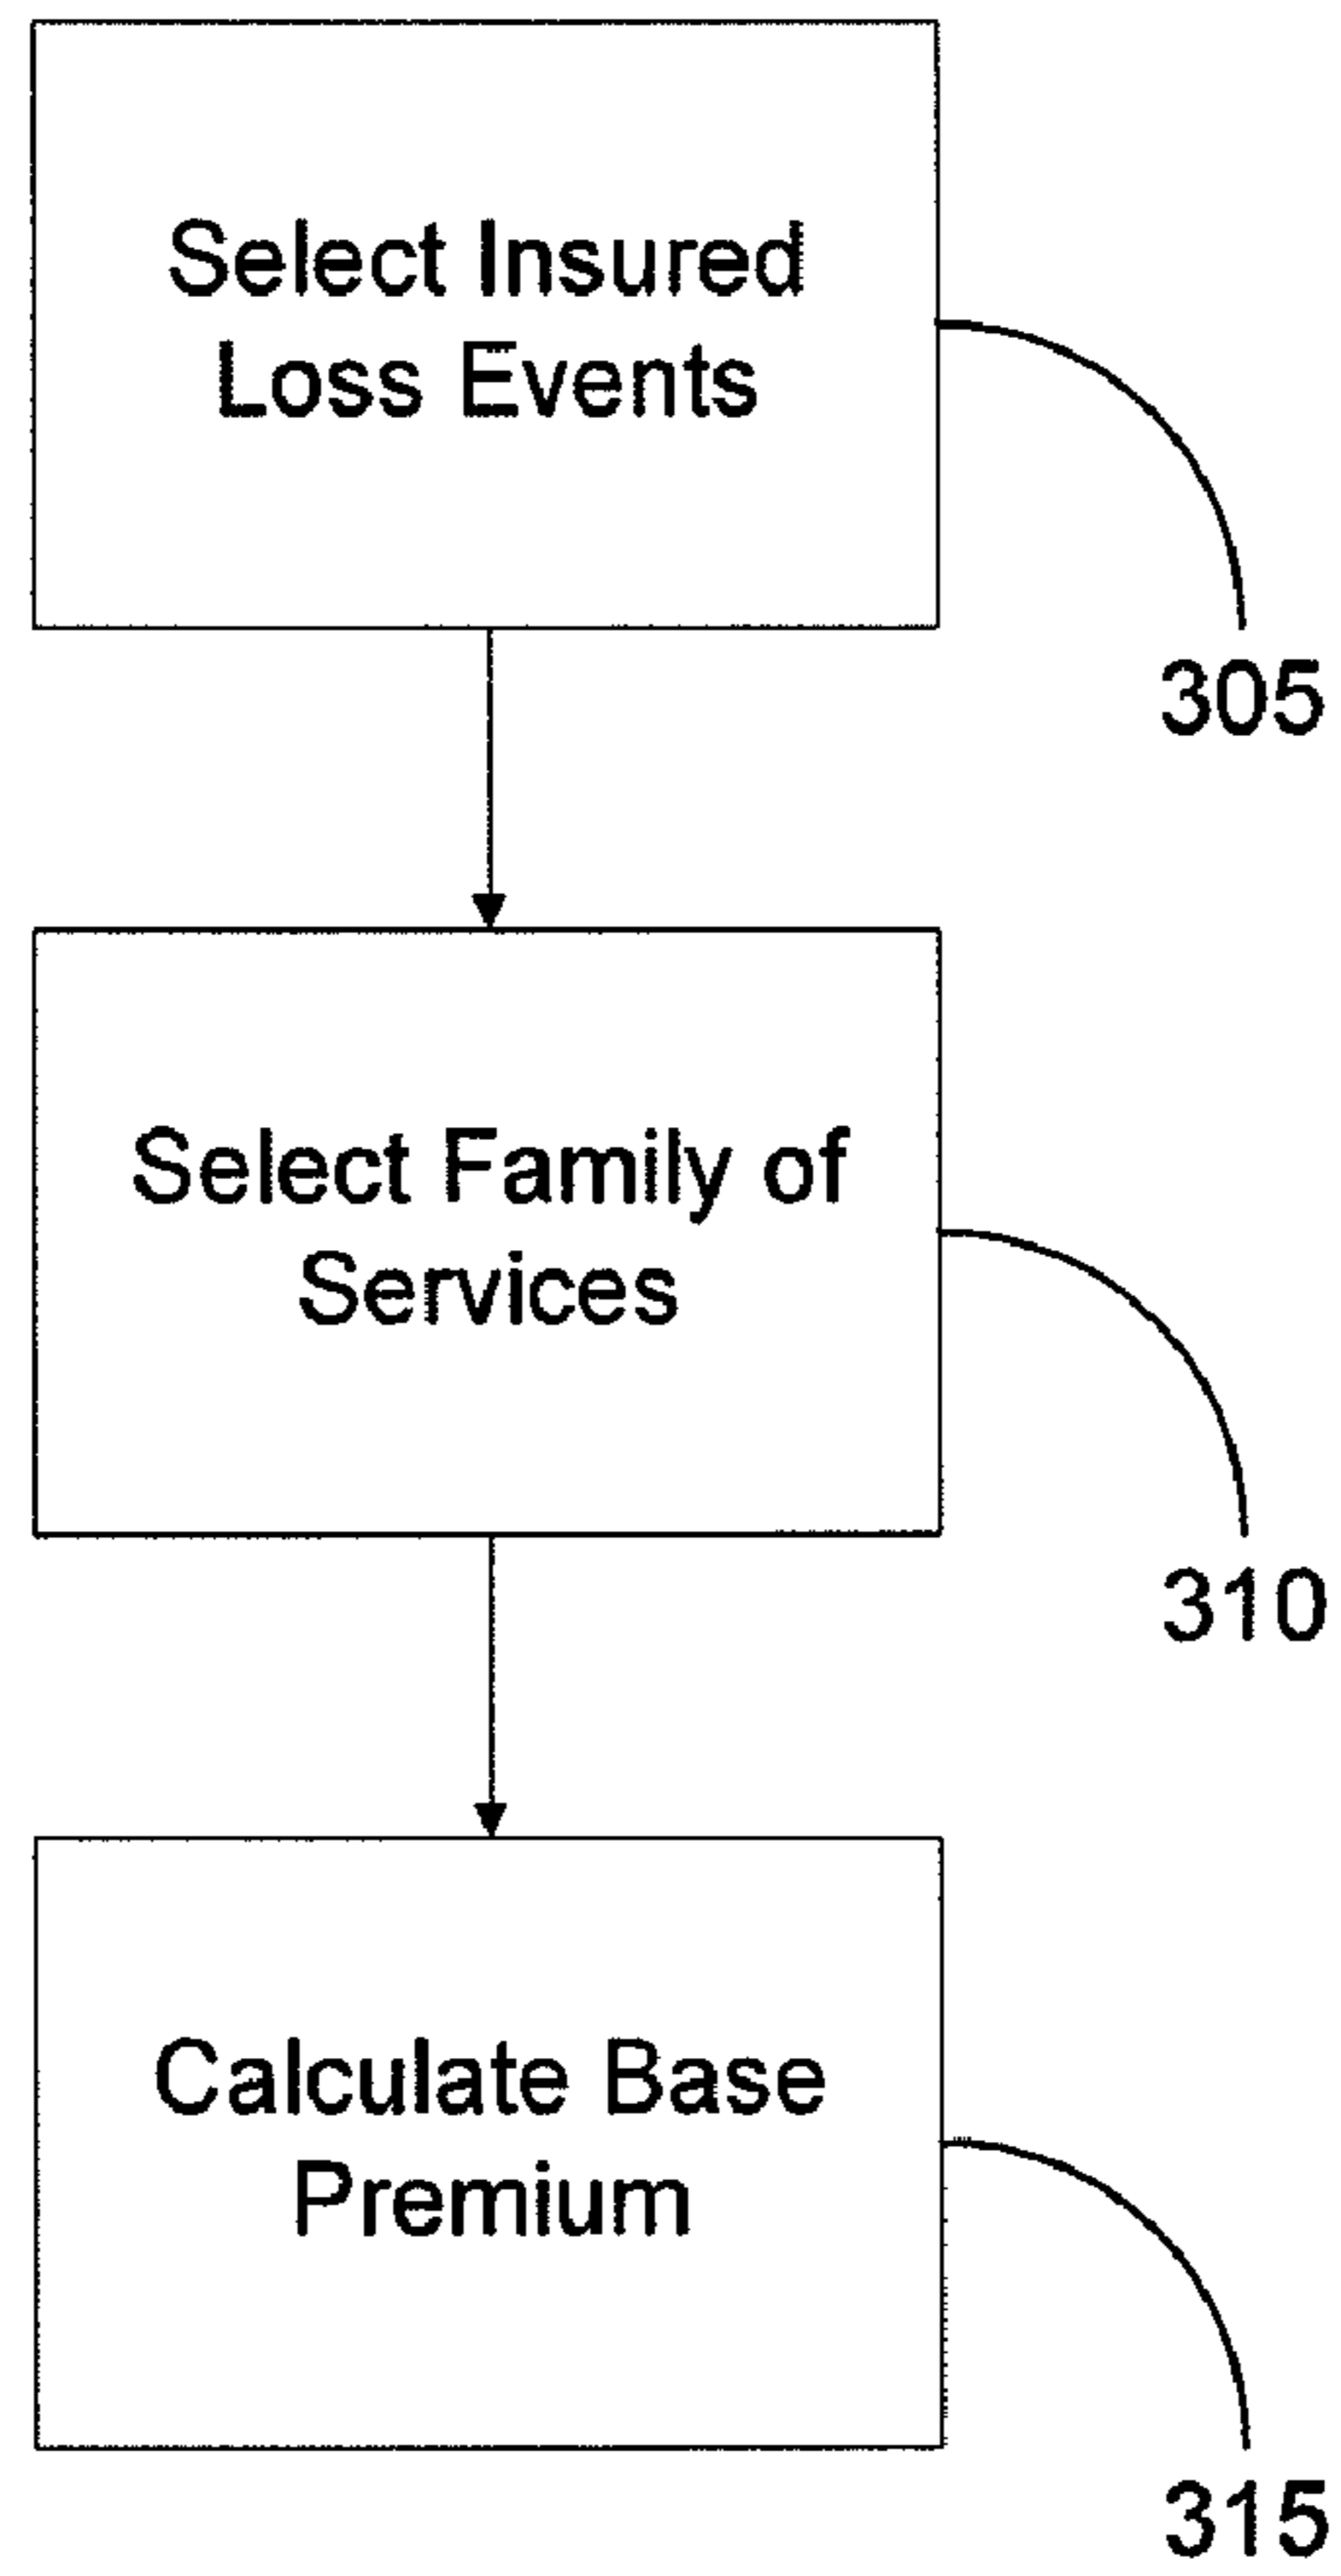 Select Insured
Loss Events
305
Select Family of
Services
310
Calculate Base
Premium
315